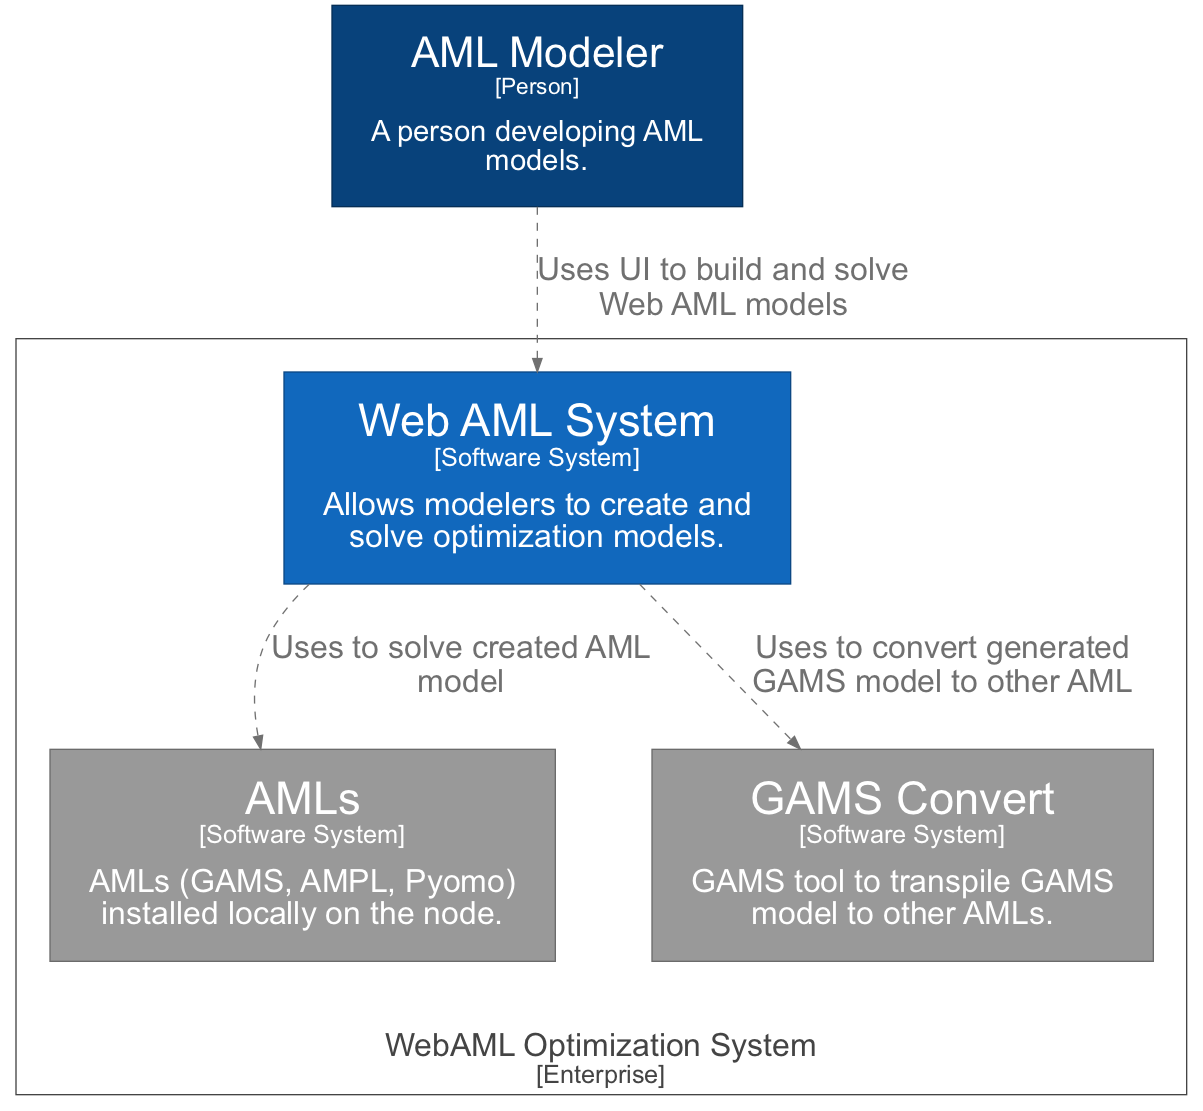 AML Modeler
[Person]
A person developing AML
models.
Uses UI to build and solve
Web AML models
Web AML System
[Software System]
Allows modelers to create and
solve optimization models.
Uses to solve created AML
model
Uses to convert generated
GAMS model to other AML
AMLs
[Software System]
AMLs (GAMS, AMPL, Pyomo)
installed locally on the node.
GAMS Convert
[Software System]
GAMS tool to transpile GAMS
model to other AMLs.
WebAML Optimization System
[Enterprise]